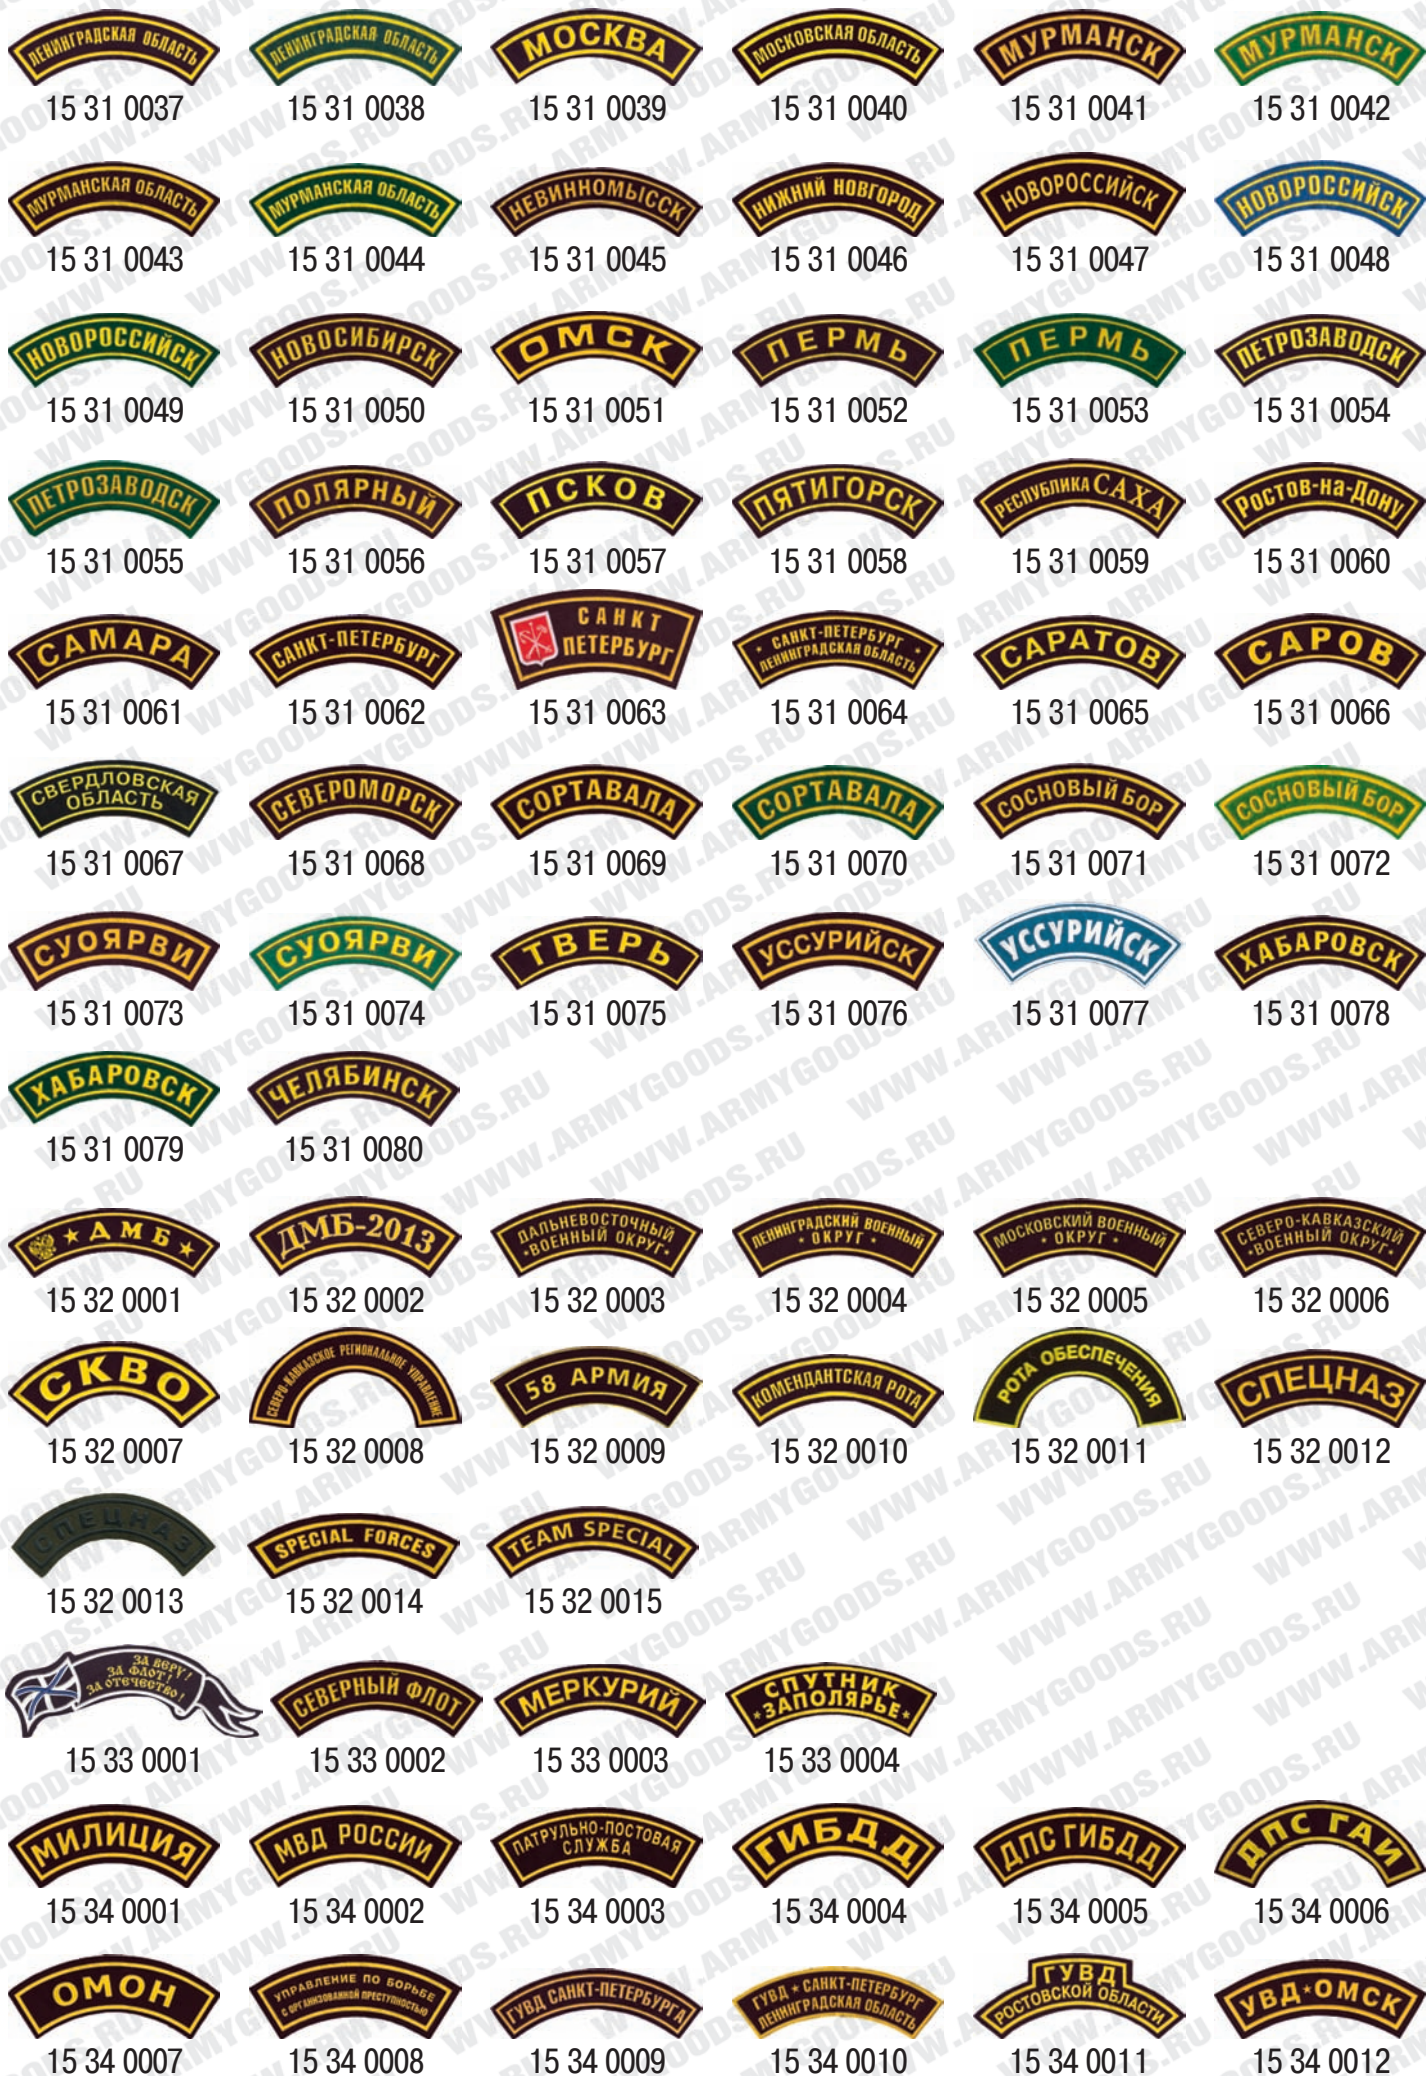 ЛЕНИНГРАДСКАЯ ОБЛАСТЬ ЛЕНИНГРАДСКАЯ ОБЛАСТЬ МОСКВА МОСКОВСКАЯ ОБЛАСТЬ МУРМАНСК МУРМАНСК
15 31 0037 15 31 0038 15 31 0039 15 31 0040 15 31 0041 15 31 0042
МУРМАНСКАЯ ОБЛАСТЬ МУРМАНСКАЯ ОБЛАСТЬ НЕВИННОМЫССК НИЖНИЙ НОВГОРОД НОВОРОССИЙСК НОВОРОССИЙСК
15 31 0043 15 31 0044 15 31 0045 15 31 0046 15 31 0047 15 31 0048
НОВОРОССИЙСК НОВОСИБИРСК ОМСК ПЕРМЬ ПЕРМЬ ПЕТРОЗАВОДСК
15 31 0049 15 31 0050 15 31 0051 15 31 0052 15 31 0053 15 31 0054
ПЕТРОЗАВОДСК ПОЛЯРНЫЙ ПСКОВ ПЯТИГОРСК РЕСПУБЛИКА САХА Ростов-на-Дону
15 31 0055 15 31 0056 15 31 0057 15 31 0058 15 31 0059 15 31 0060
САМАРА САНКТ-ПЕТЕРБУРГ САНКТ
ПЕТЕРБУРГ САНКТ-ПЕТЕРБУРГ
ЛЕНИНГРАДСКАЯ ОБЛАСТЬ САРАТОВ САРОВ
15 31 0061 15 31 0062 15 31 0063 15 31 0064 15 31 0065 15 31 0066
СВЕРДЛОВСКАЯ
ОБЛАСТЬ СЕВЕРОМОРСК СОРТАВАЛА СОРТАВАЛА СОСНОВЫЙ БОР СОСНОВЫЙ БОР
15 31 0067 15 31 0068 15 31 0069 15 31 0070 15 31 0071 15 31 0072
СУОЯРВИ СУОЯРВИ ТВЕРЬ УССУРИЙСК УССУРИЙСК ХАБАРОВСК
15 31 0073 15 31 0074 15 31 0075 15 31 0076 15 31 0077 15 31 0078
ХАБАРОВСК ЧЕЛЯБИНСК
15 31 0079 15 31 0080
ДМБ ДМБ-2013 ДАЛЬНЕВОСТОЧНЫЙ
ВОЕННЫЙ ОКРУГ ЛЕНИНГРАДСКИЙ ВОЕННЫЙ
ОКРУГ МОСКОВСКИЙ ВОЕННЫЙ
ОКРУГ СЕВЕРО-КАВКАЗСКИЙ
ВОЕННЫЙ ОКРУГ
15 32 0001 15 32 0002 15 32 0003 15 32 0004 15 32 0005 15 32 0006
СКВО СЕВЕРО-КАВКАЗСКОЕ РЕГИОНАЛЬНОЕ УПРАВЛЕНИЕ 58 АРМИЯ КОМЕНДАНТСКАЯ РОТА РОТА ОБЕСПЕЧЕНИЯ СПЕЦНАЗ
15 32 0007 15 32 0008 15 32 0009 15 32 0010 15 32 0011 15 32 0012
СПЕЦНАЗ SPECIAL FORCES TEAM SPECIAL
15 32 0013 15 32 0014 15 32 0015
ЗА ВЕРУ!
ЗА ФЛОТ!
ЗА ОТЕЧЕСТВО! СЕВЕРНЫЙ ФЛОТ МЕРКУРИЙ СПУТНИК
ЗАПОЛЯРЬЕ
15 33 0001 15 33 0002 15 33 0003 15 33 0004
МИЛИЦИЯ МВД РОССИИ ПАТРУЛЬНО-ПОСТОВАЯ
СЛУЖБА ГИБДД ДПС ГИБДД ДПС ГАИ
15 34 0001 15 34 0002 15 34 0003 15 34 0004 15 34 0005 15 34 0006
ОМОН УПРАВЛЕНИЕ ПО БОРЬБЕ
С ОРГАНИЗОВАННОЙ ПРЕСТУПНОСТЬЮ ГУВД САНКТ-ПЕТЕРБУРГА ГУВД САНКТ-ПЕТЕРБУРГ
ЛЕНИНГРАДСКАЯ ОБЛАСТЬ ГУВД
РОСТОВСКОЙ ОБЛАСТИ УВД ОМСК
15 34 0007 15 34 0008 15 34 0009 15 34 0010 15 34 0011 15 34 0012
WWW.ARMYGOODS.RU